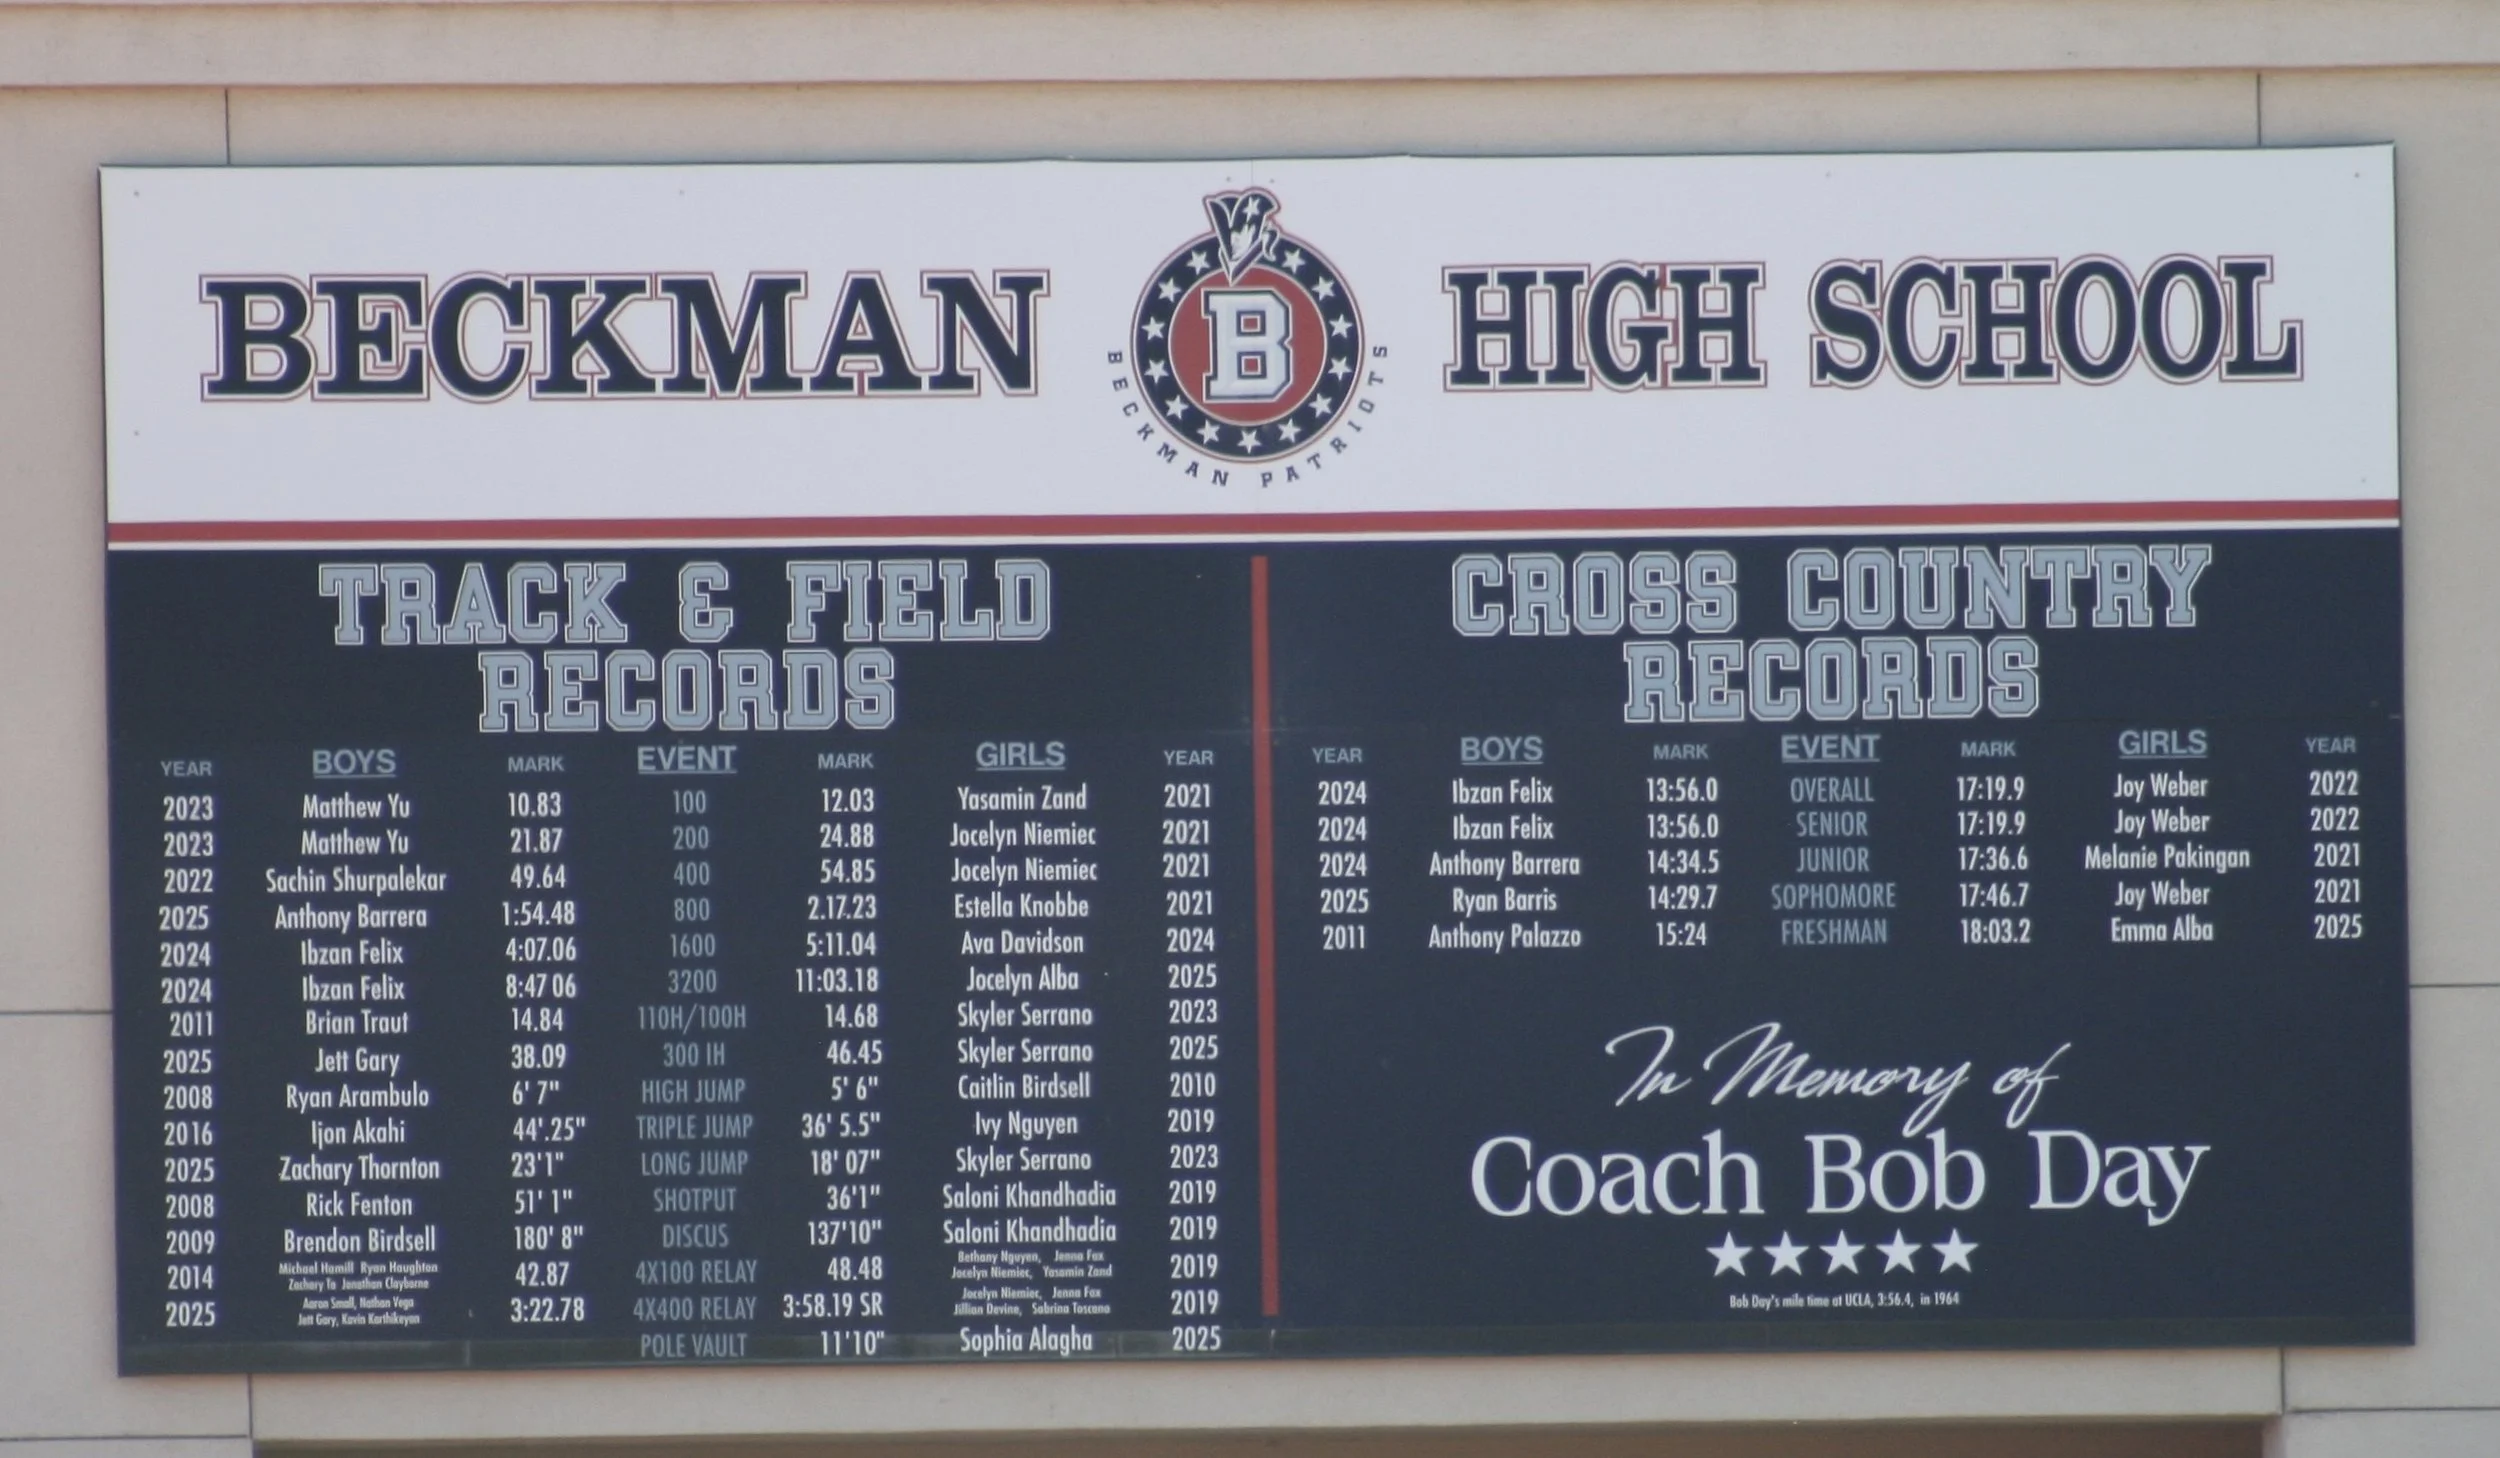 BECKMAN
B
BECKMAN PATRIOTS
HIGH SCHOOL
TRACK & FIELD
RECORDS
YEAR BOYS MARK EVENT MARK GIRLS YEAR
2023 Matthew Yu 10.83 100 12.03 Yasamin Zand 2021
2023 Matthew Yu 21.87 200 24.88 Jocelyn Niemiec 2021
2022 Sachin Shurpalekar 49.64 400 54.85 Jocelyn Niemiec 2021
2025 Anthony Barrera 1:54.48 800 2.17.23 Estella Knobbe 2021
2024 Ibzan Felix 4:07.06 1600 5:11.04 Ava Davidson 2024
2024 Ibzan Felix 8:47 06 3200 11:03.18 Jocelyn Alba 2025
2011 Brian Traut 14.84 110H/100H 14.68 Skyler Serrano 2023
2025 Jett Gary 38.09 300 IH 46.45 Skyler Serrano 2025
2008 Ryan Arambulo 6' 7" HIGH JUMP 5' 6" Caitlin Birdsell 2010
2016 Ijon Akahi 44'.25" TRIPLE JUMP 36' 5.5" Ivy Nguyen 2019
2025 Zachary Thornton 23'1" LONG JUMP 18' 07" Skyler Serrano 2023
2008 Rick Fenton 51' 1" SHOTPUT 36'1" Saloni Khandhadia 2019
2009 Brendon Birdsell 180' 8" DISCUS 137'10" Saloni Khandhadia 2019
2014 Michael Hamill Ryan Haughton 42.87 4X100 RELAY 48.48 Bethany Nguyen, Jenna Fox 2019
Zachary To Jonathan Clayborne Jocelyn Niemiec, Yasamin Zand
2025 Aaron Small, Nathan Vega 3:22.78 4X400 RELAY 3:58.19 SR Jocelyn Niemiec, Jenna Fox 2019
Jett Gary, Kavin Karthikeyan Jillian Devine, Sabrina Toscano
POLE VAULT 11'10" Sophia Alagha 2025
CROSS COUNTRY
RECORDS
YEAR BOYS MARK EVENT MARK GIRLS YEAR
2024 Ibzan Felix 13:56.0 OVERALL 17:19.9 Joy Weber 2022
2024 Ibzan Felix 13:56.0 SENIOR 17:19.9 Joy Weber 2022
2024 Anthony Barrera 14:34.5 JUNIOR 17:36.6 Melanie Pakingan 2021
2025 Ryan Barris 14:29.7 SOPHOMORE 17:46.7 Joy Weber 2021
2011 Anthony Palazzo 15:24 FRESHMAN 18:03.2 Emma Alba 2025
In Memory of
Coach Bob Day
Bob Day's mile time at UCLA, 3:56.4, in 1964